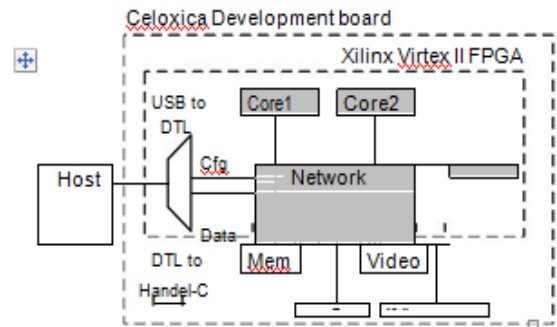 Celoxica Development board
Xilinx Virtex II FPGA
USB to
DTL
Core1
Core2
Cfg
Host
Network
Data
DTL to
Handel-C
Mem
Video